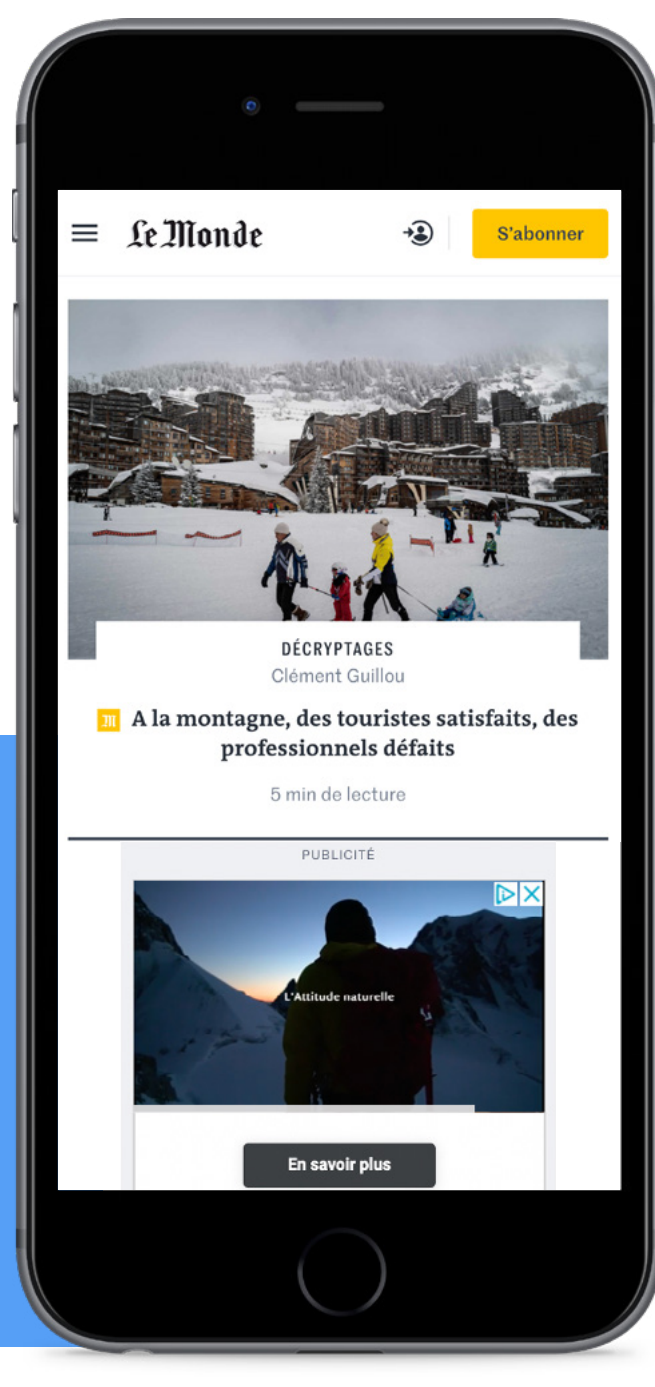 Le Monde
S'abonner
DÉCRYPTAGES
Clément Guillou
A la montagne, des touristes satisfaits, des
professionnels défaits
5 min de lecture
PUBLICITÉ
L'Attitude naturelle
En savoir plus